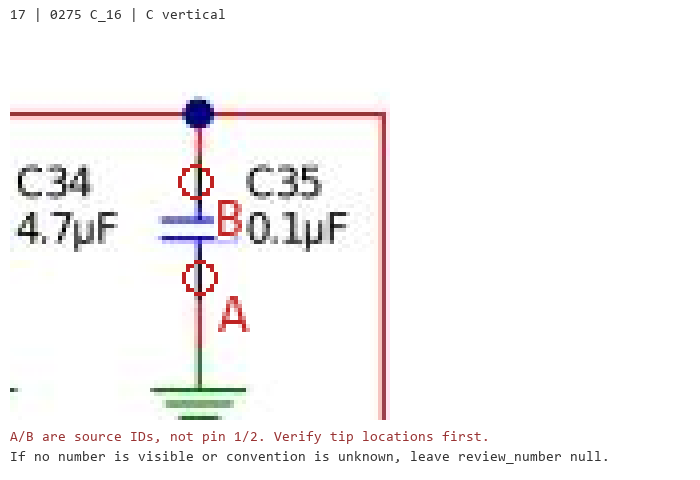 17 | 0275 C_16 | C vertical
C34
4.7µF
B
C35
0.1µF
A
A/B are source IDs, not pin 1/2. Verify tip locations first.
If no number is visible or convention is unknown, leave review_number null.